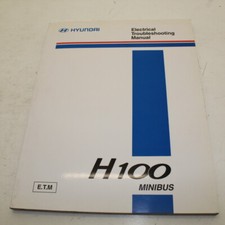 HYUNDAI
Electrical
Troubleshooting
Manual
H100
MINIBUS
E.T.M